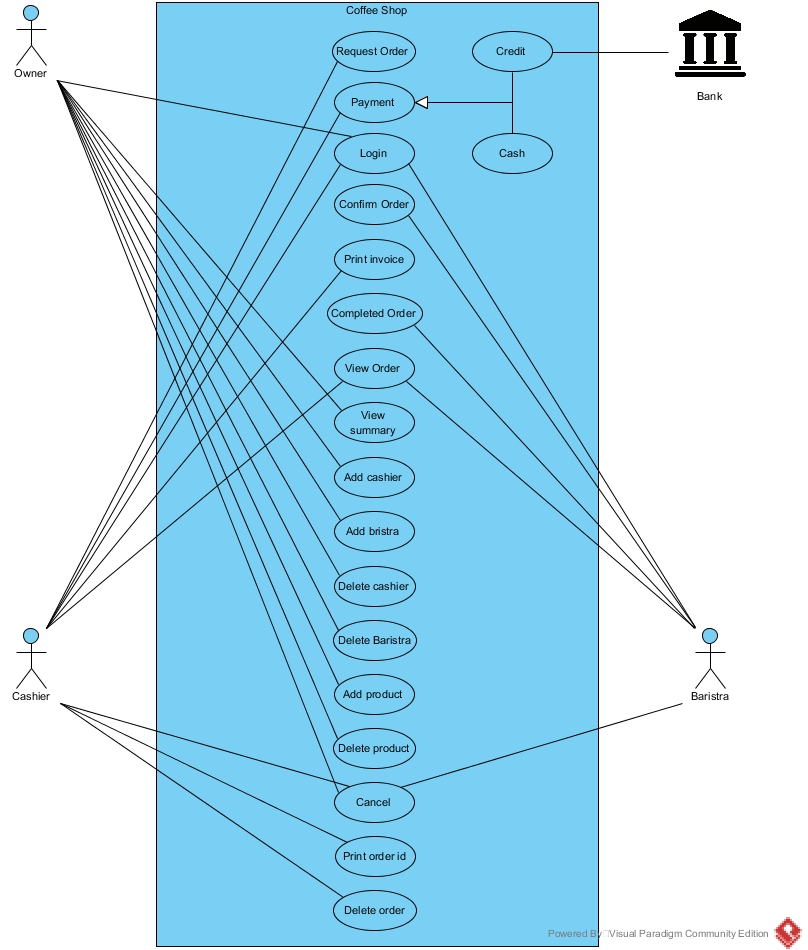 Coffee Shop
Owner
Request Order
Credit
Bank
Payment
Login
Cash
Confirm Order
Print invoice
Completed Order
View Order
View
summary
Add cashier
Add bristra
Delete cashier
Delete Baristra
Cashier
Baristra
Add product
Delete product
Cancel
Print order id
Delete order
Powered By Visual Paradigm Community Edition